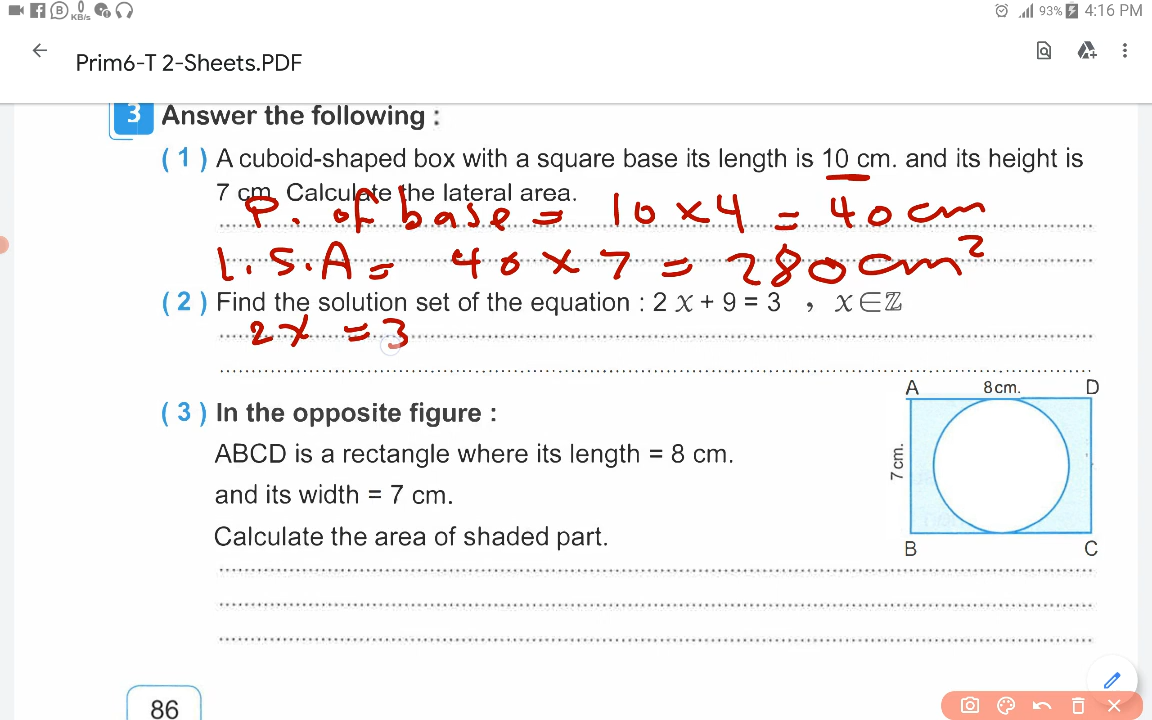 0 KB/s 93% 4:16 PM
Prim6-T 2-Sheets.PDF
3 Answer the following :
( 1 ) A cuboid-shaped box with a square base its length is 10 cm. and its height is
7 cm. Calculate the lateral area.
P. of base = 10 × 4 = 40 cm
L.S.A = 40 × 7 = 280 cm²
( 2 ) Find the solution set of the equation : 2 x + 9 = 3 , x ∈ ℤ
2x = 3
( 3 ) In the opposite figure :
ABCD is a rectangle where its length = 8 cm.
and its width = 7 cm.
Calculate the area of shaded part.
A 8 cm. D
7 cm.
B C
86